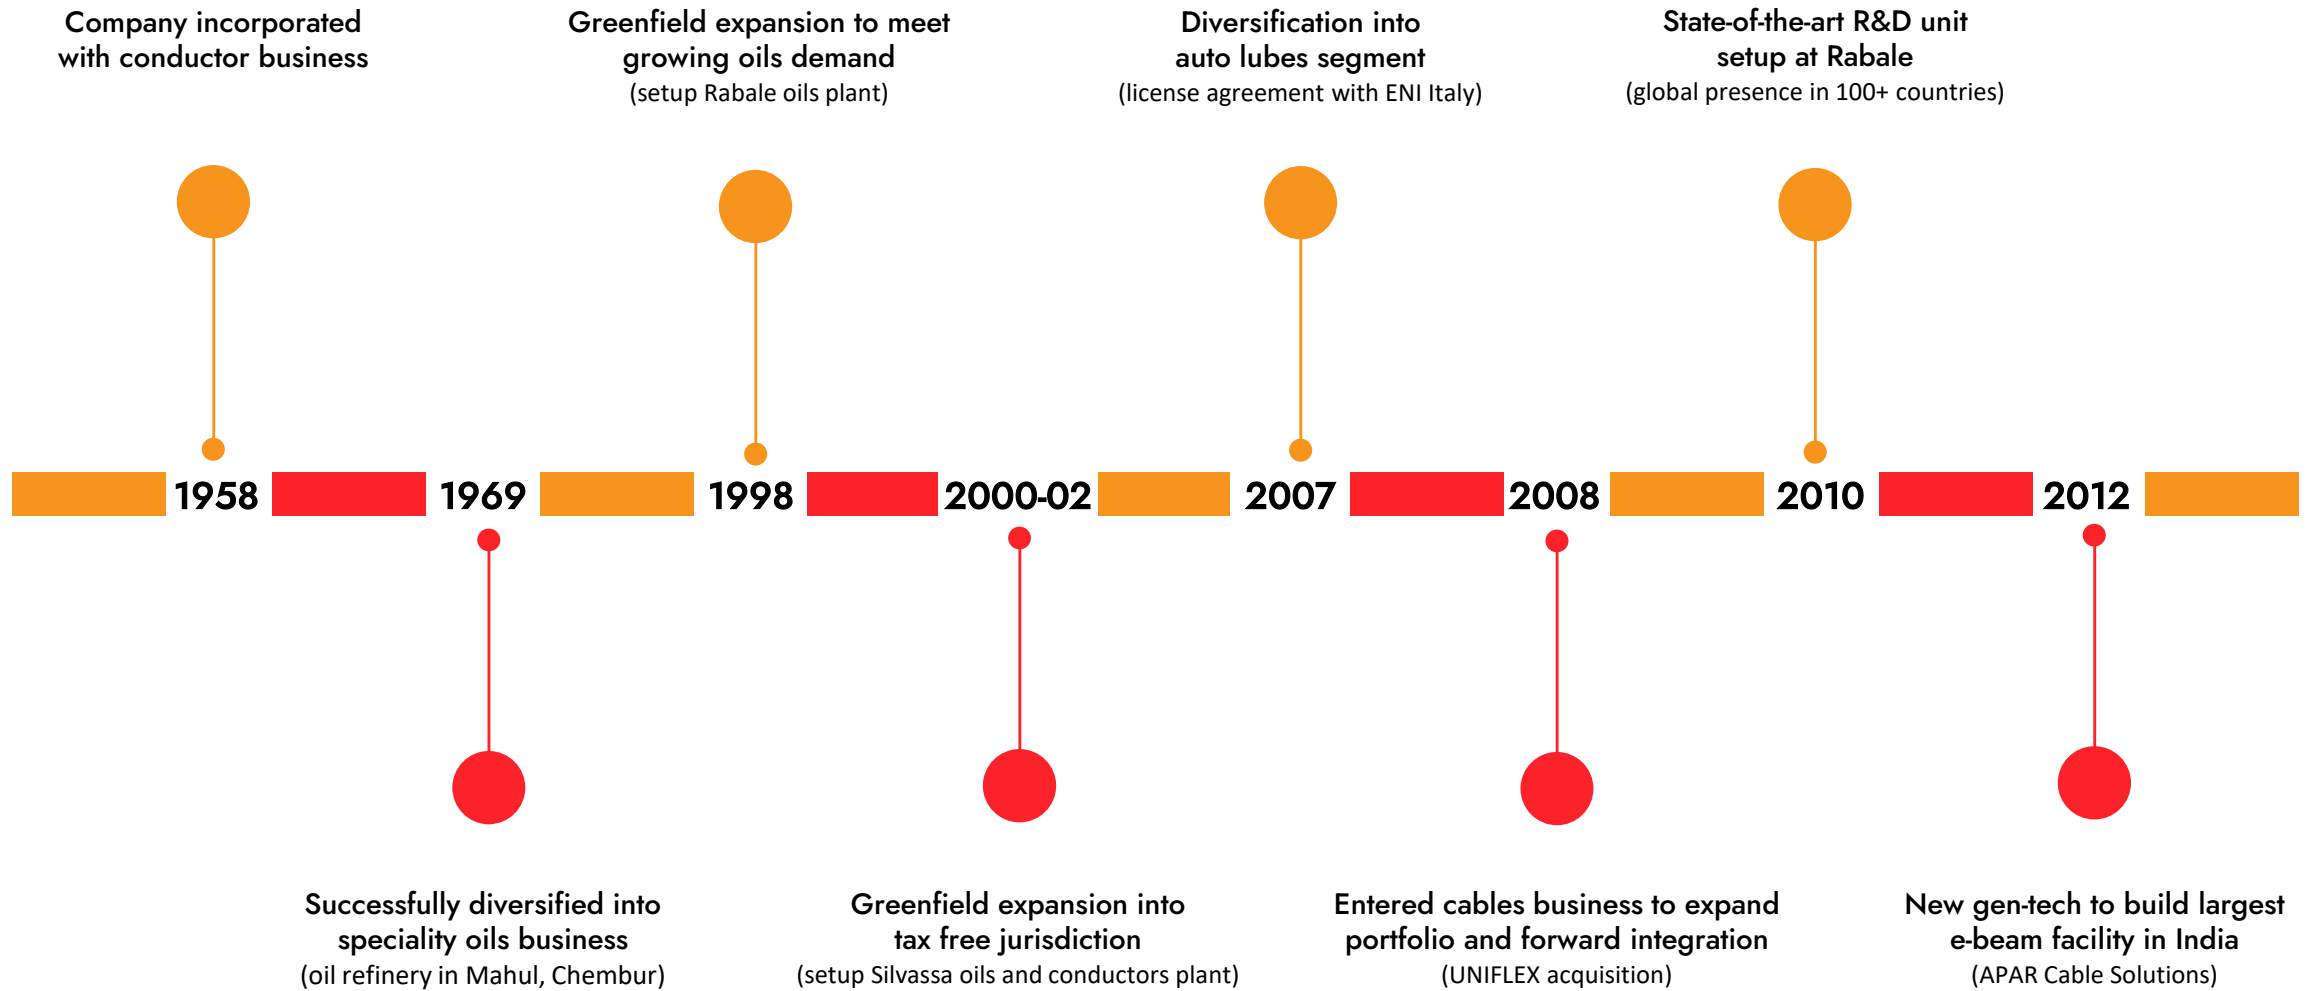 Company incorporated
with conductor business
Greenfield expansion to meet
growing oils demand
(setup Rabale oils plant)
Diversification into
auto lubes segment
(license agreement with ENI Italy)
State-of-the-art R&D unit
setup at Rabale
(global presence in 100+ countries)
1958
1969
1998
2000-02
2007
2008
2010
2012
Successfully diversified into
speciality oils business
(oil refinery in Mahul, Chembur)
Greenfield expansion into
tax free jurisdiction
(setup Silvassa oils and conductors plant)
Entered cables business to expand
portfolio and forward integration
(UNIFLEX acquisition)
New gen-tech to build largest
e-beam facility in India
(APAR Cable Solutions)